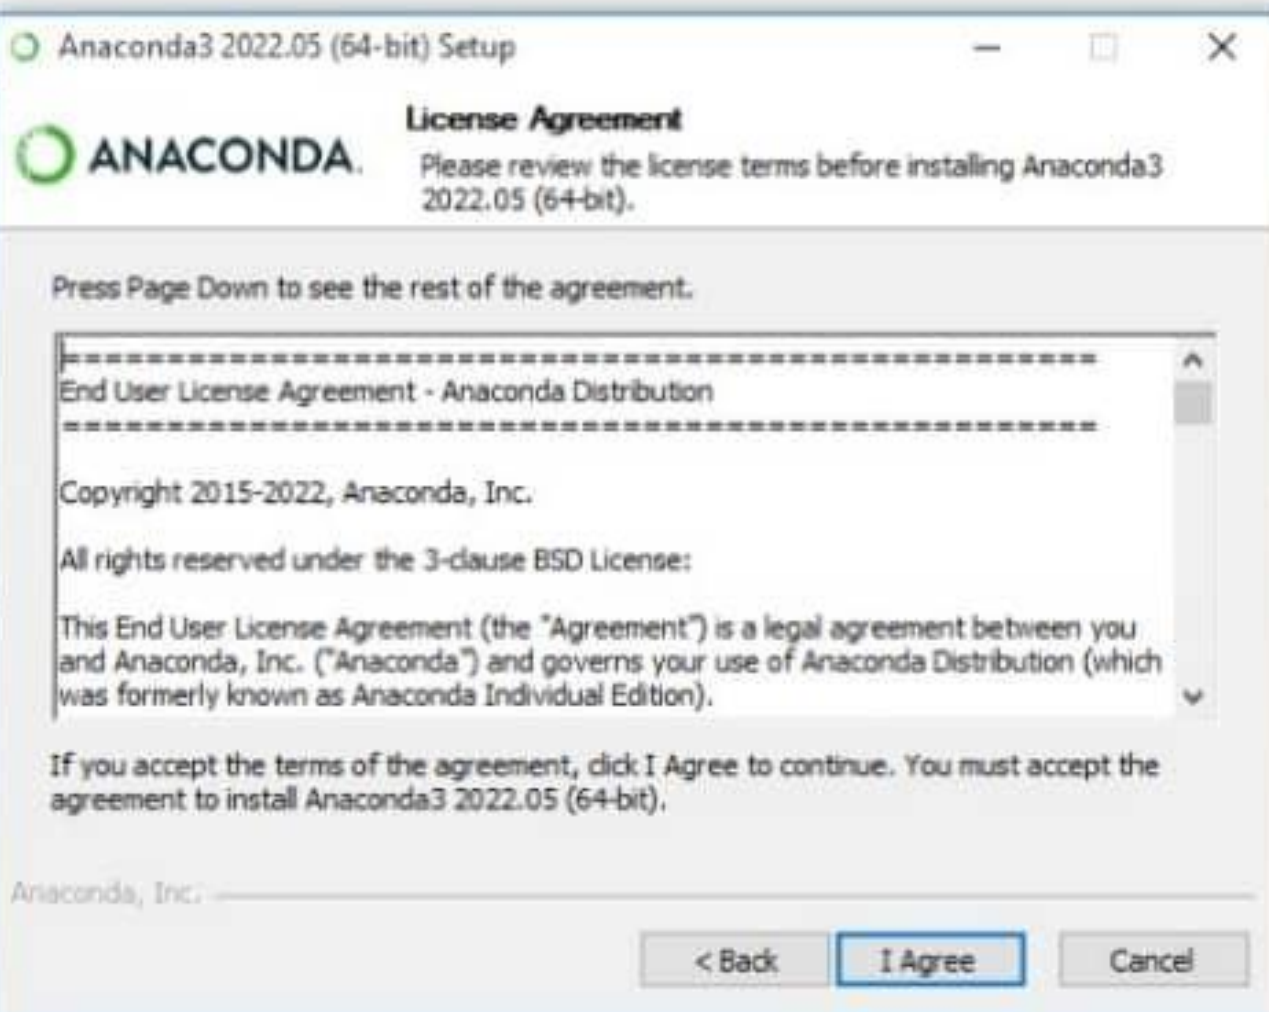 Anaconda3 2022.05 (64-bit) Setup
ANACONDA.
License Agreement
Please review the license terms before installing Anaconda3
2022.05 (64-bit).
Press Page Down to see the rest of the agreement.
==================================================
End User License Agreement - Anaconda Distribution
==================================================
Copyright 2015-2022, Anaconda, Inc.
All rights reserved under the 3-clause BSD License:
This End User License Agreement (the "Agreement") is a legal agreement between you
and Anaconda, Inc. ("Anaconda") and governs your use of Anaconda Distribution (which
was formerly known as Anaconda Individual Edition).
If you accept the terms of the agreement, click I Agree to continue. You must accept the
agreement to install Anaconda3 2022.05 (64-bit).
Anaconda, Inc.
< Back
I Agree
Cancel